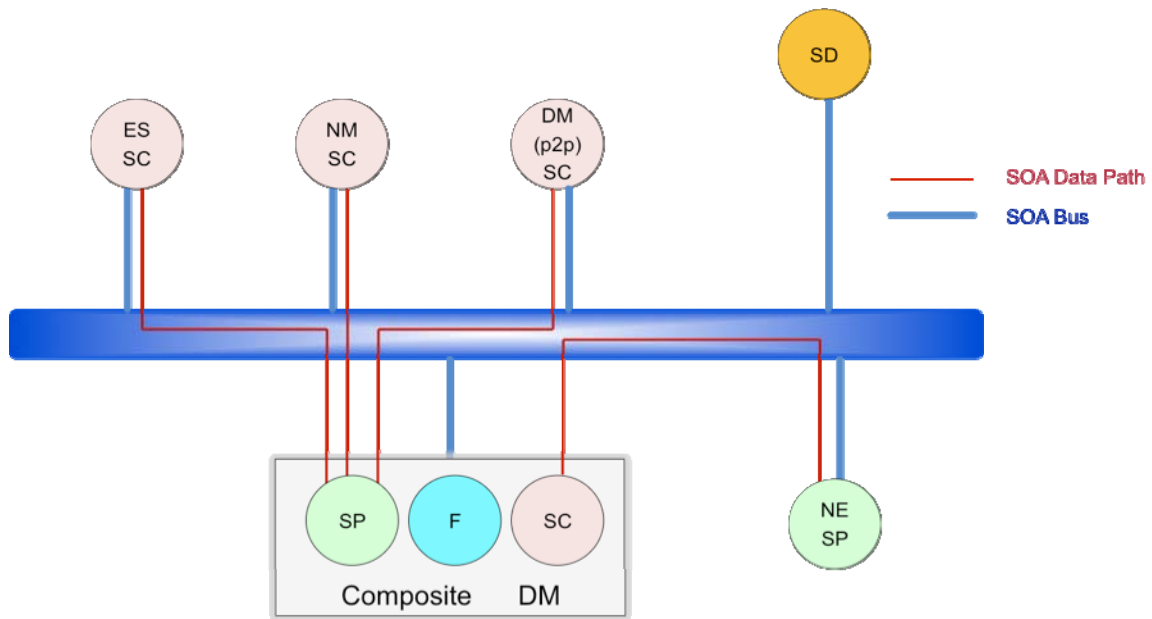 SD
ES
SC
NM
SC
DM
(p2p)
SC
SOA Data Path
SOA Bus
SP
F
SC
NE
SP
Composite DM